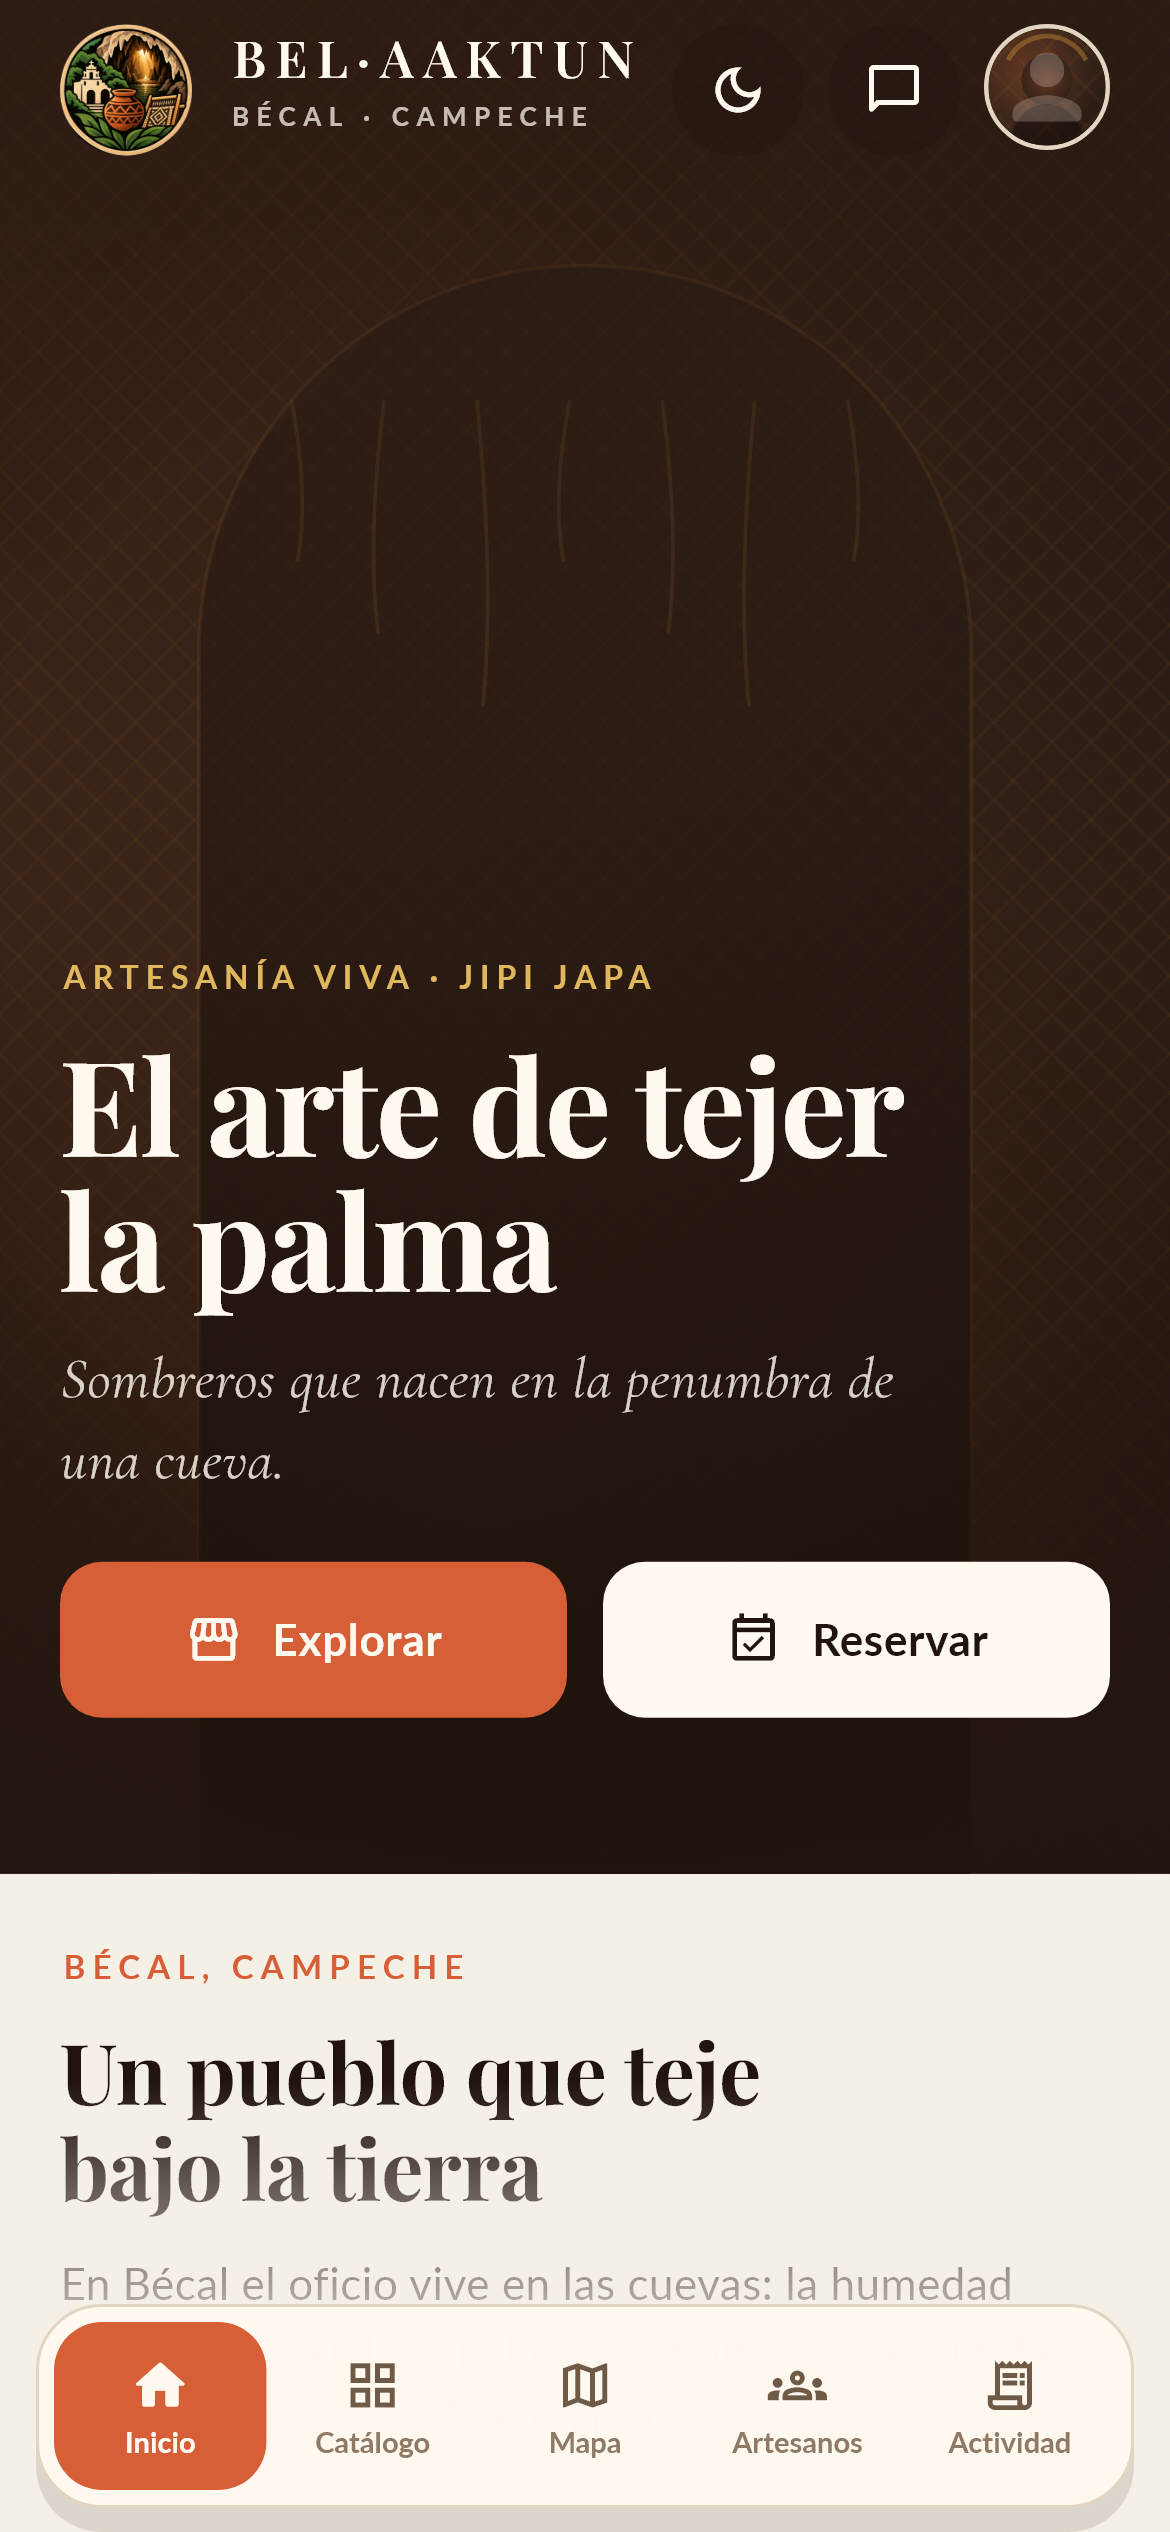 BEL·AAKTUN
BÉCAL · CAMPECHE
ARTESANÍA VIVA · JIPI JAPA
El arte de tejer
la palma
Sombreros que nacen en la penumbra de
una cueva.
Explorar
Reservar
BÉCAL, CAMPECHE
Un pueblo que teje
bajo la tierra
En Bécal el oficio vive en las cuevas: la humedad
Inicio
Catálogo
Mapa
Artesanos
Actividad